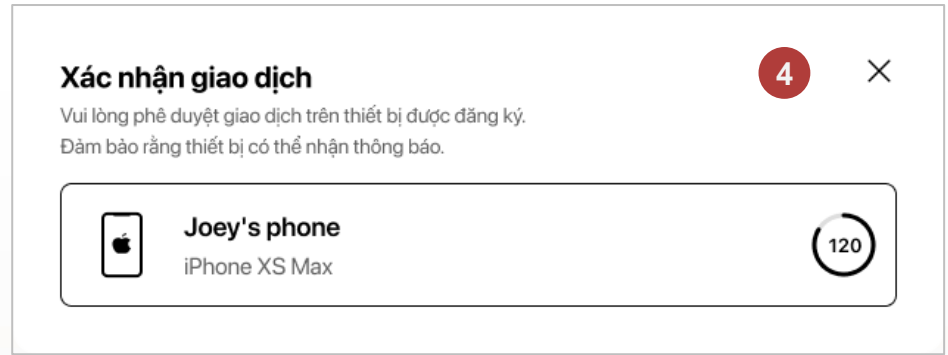 Xác nhận giao dịch
4
Vui lòng phê duyệt giao dịch trên thiết bị được đăng ký.
Đảm bảo rằng thiết bị có thể nhận thông báo.
Joey's phone
iPhone XS Max
120